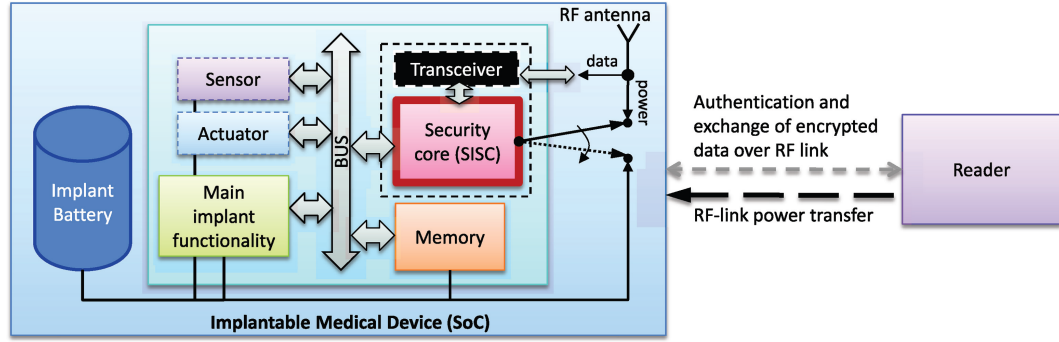 RF antenna
Transceiver
data
Sensor
power
Actuator
BUS
Security
core (SISC)
Implant
Battery
Main
implant
functionality
Memory
Authentication and
exchange of encrypted
data over RF link
Reader
RF-link power transfer
Implantable Medical Device (SoC)